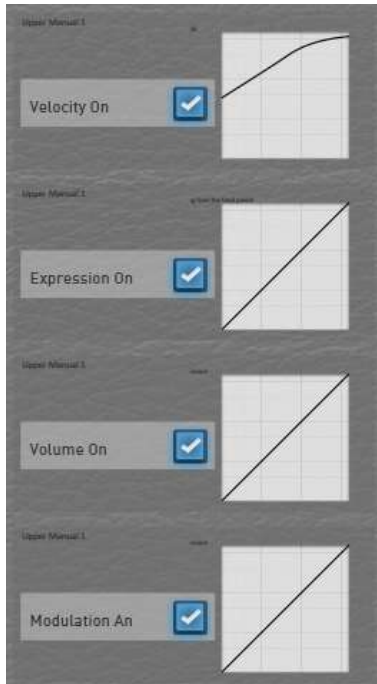 Upper Manual 1
Velocity On
Upper Manual 1
Expression On
Upper Manual 1
Volume On
Upper Manual 1
Modulation An